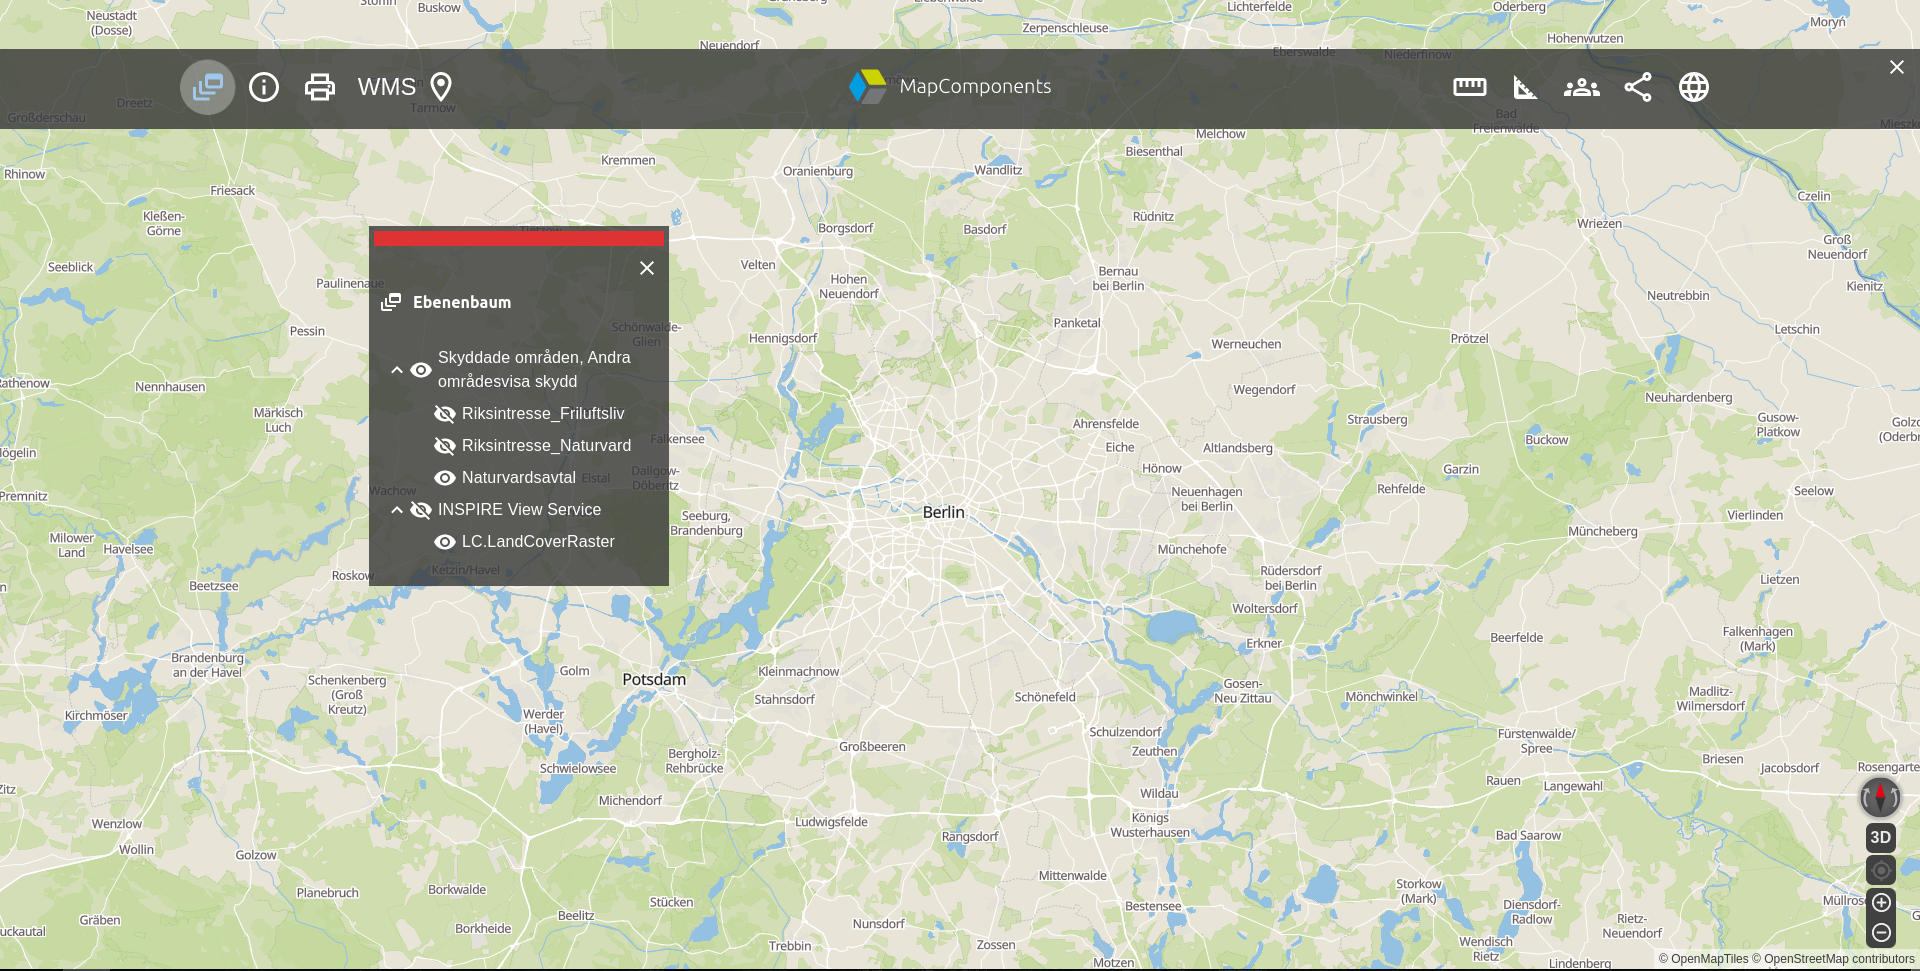 Neustadt
(Dosse)
Buskow
Lichterfelde
Oderberg
Moryń
Neuendorf
Zerpenschleuse
Eberswalde
Niederfinow
Hohenwutzen
WMS
MapComponents
Dreetz
Tarmow
Großderschau
Bad
Freienwalde
Kremmen
Oranienburg
Wandlitz
Biesenthal
Melchow
Rhinow
Friesack
Czelin
Kleßen-
Görne
Borgsdorf
Basdorf
Rüdnitz
Wriezen
Groß
Neuendorf
Seeblick
Paulinenaue
Velten
Hohen
Neuendorf
Bernau
bei Berlin
Neutrebbin
Kienitz
Ebenenbaum
Pessin
Schönwalde-
Glien
Hennigsdorf
Panketal
Werneuchen
Prötzel
Letschin
Skyddade områden, Andra
områdesvisa skydd
Riksintresse_Friluftsliv
Riksintresse_Naturvard
Naturvardsavtal
INSPIRE View Service
LC.LandCoverRaster
Nennhausen
Märkisch
Luch
Falkensee
Wachow
Elstal
Dallgow-
Döberitz
Ketzin/Havel
Wegendorf
Neuhardenberg
Ahrensfelde
Eiche
Altlandsberg
Strausberg
Buckow
Gusow-
Platkow
Hönow
Garzin
Premnitz
Neuenhagen
bei Berlin
Rehfelde
Seelow
Berlin
Seeburg,
Brandenburg
Müncheberg
Vierlinden
Milower
Land
Havelsee
Münchehofe
Beetzsee
Roskow
Rüdersdorf
bei Berlin
Lietzen
Woltersdorf
Erkner
Beerfelde
Falkenhagen
(Mark)
Brandenburg
an der Havel
Golm
Potsdam
Kleinmachnow
Stahnsdorf
Schönefeld
Gosen-
Neu Zittau
Mönchwinkel
Madlitz-
Wilmersdorf
Schenkenberg
(Groß
Kreutz)
Kirchmöser
Werder
(Havel)
Schulzendorf
Zeuthen
Fürstenwalde/
Spree
Bergholz-
Rehbrücke
Großbeeren
Briesen
Jacobsdorf
Schwielowsee
Rauen
Langewahl
Michendorf
Wildau
Wenzlow
Ludwigsfelde
Rangsdorf
Königs
Wusterhausen
Bad Saarow
3D
Wollin
Golzow
Planebruch
Borkwalde
Mittenwalde
Storkow
(Mark)
Stücken
Bestensee
Diensdorf-
Radlow
Gräben
Beelitz
Borkheide
Nunsdorf
Rietz-
Neuendorf
Trebbin
Zossen
Wendisch
Rietz
Motzen
Lindenberg
© OpenMapTiles © OpenStreetMap contributors